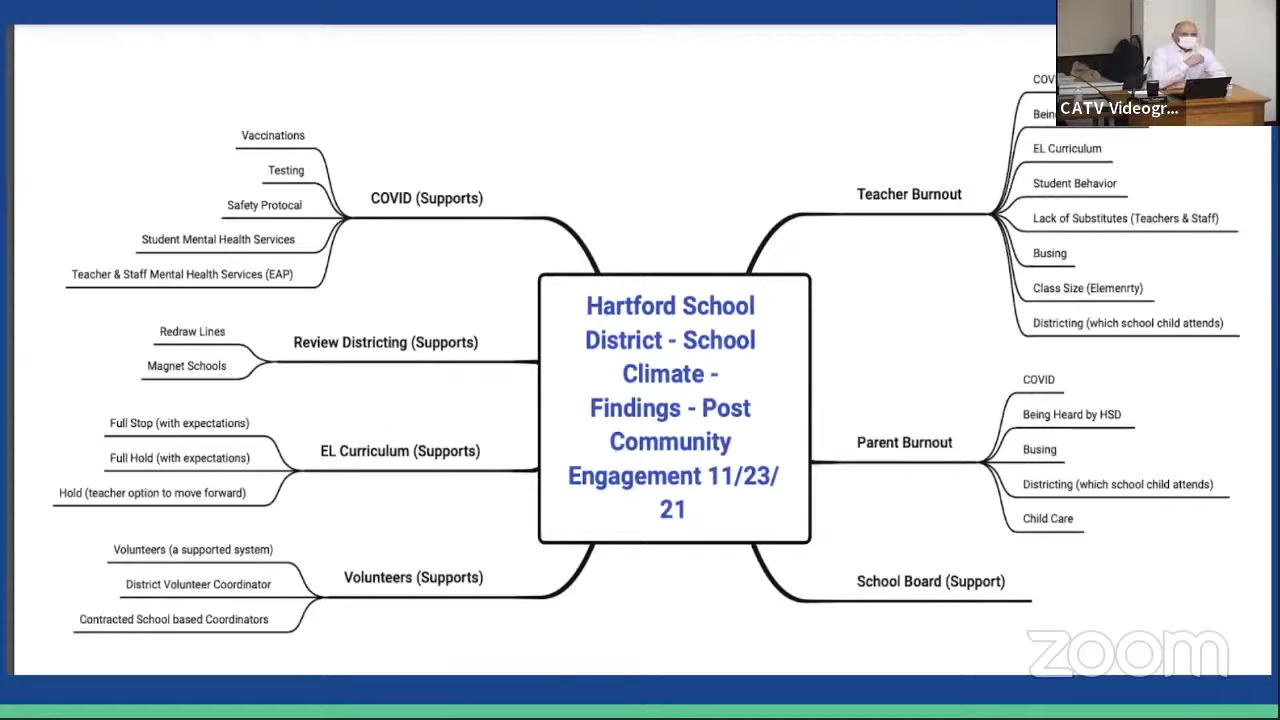 CATV Videogr...
Vaccinations
Testing
Safety Protocal
Student Mental Health Services
Teacher & Staff Mental Health Services (EAP)
COVID (Supports)
Redraw Lines
Magnet Schools
Review Districting (Supports)
Full Stop (with expectations)
Full Hold (with expectations)
Hold (teacher option to move forward)
EL Curriculum (Supports)
Volunteers (a supported system)
District Volunteer Coordinator
Contracted School based Coordinators
Volunteers (Supports)
Hartford School
District - School
Climate -
Findings - Post
Community
Engagement 11/23/
21
Teacher Burnout
EL Curriculum
Student Behavior
Lack of Substitutes (Teachers & Staff)
Busing
Class Size (Elemenrty)
Districting (which school child attends)
Parent Burnout
COVID
Being Heard by HSD
Busing
Districting (which school child attends)
Child Care
School Board (Support)
zoom